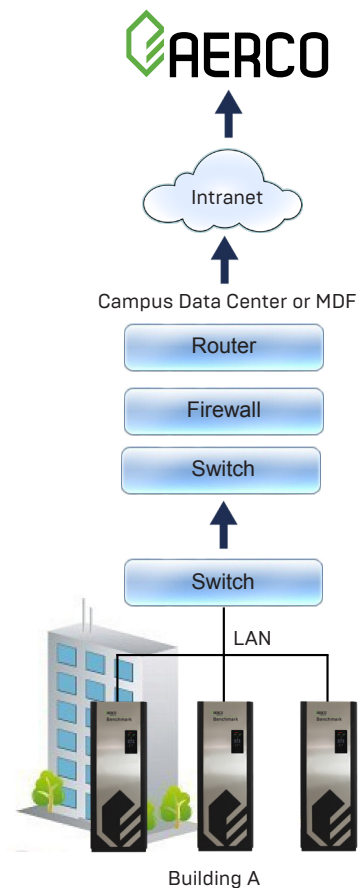 AERCO
Intranet
Campus Data Center or MDF
Router
Firewall
Switch
Switch
LAN
Benchmark
Benchmark
Benchmark
Building A